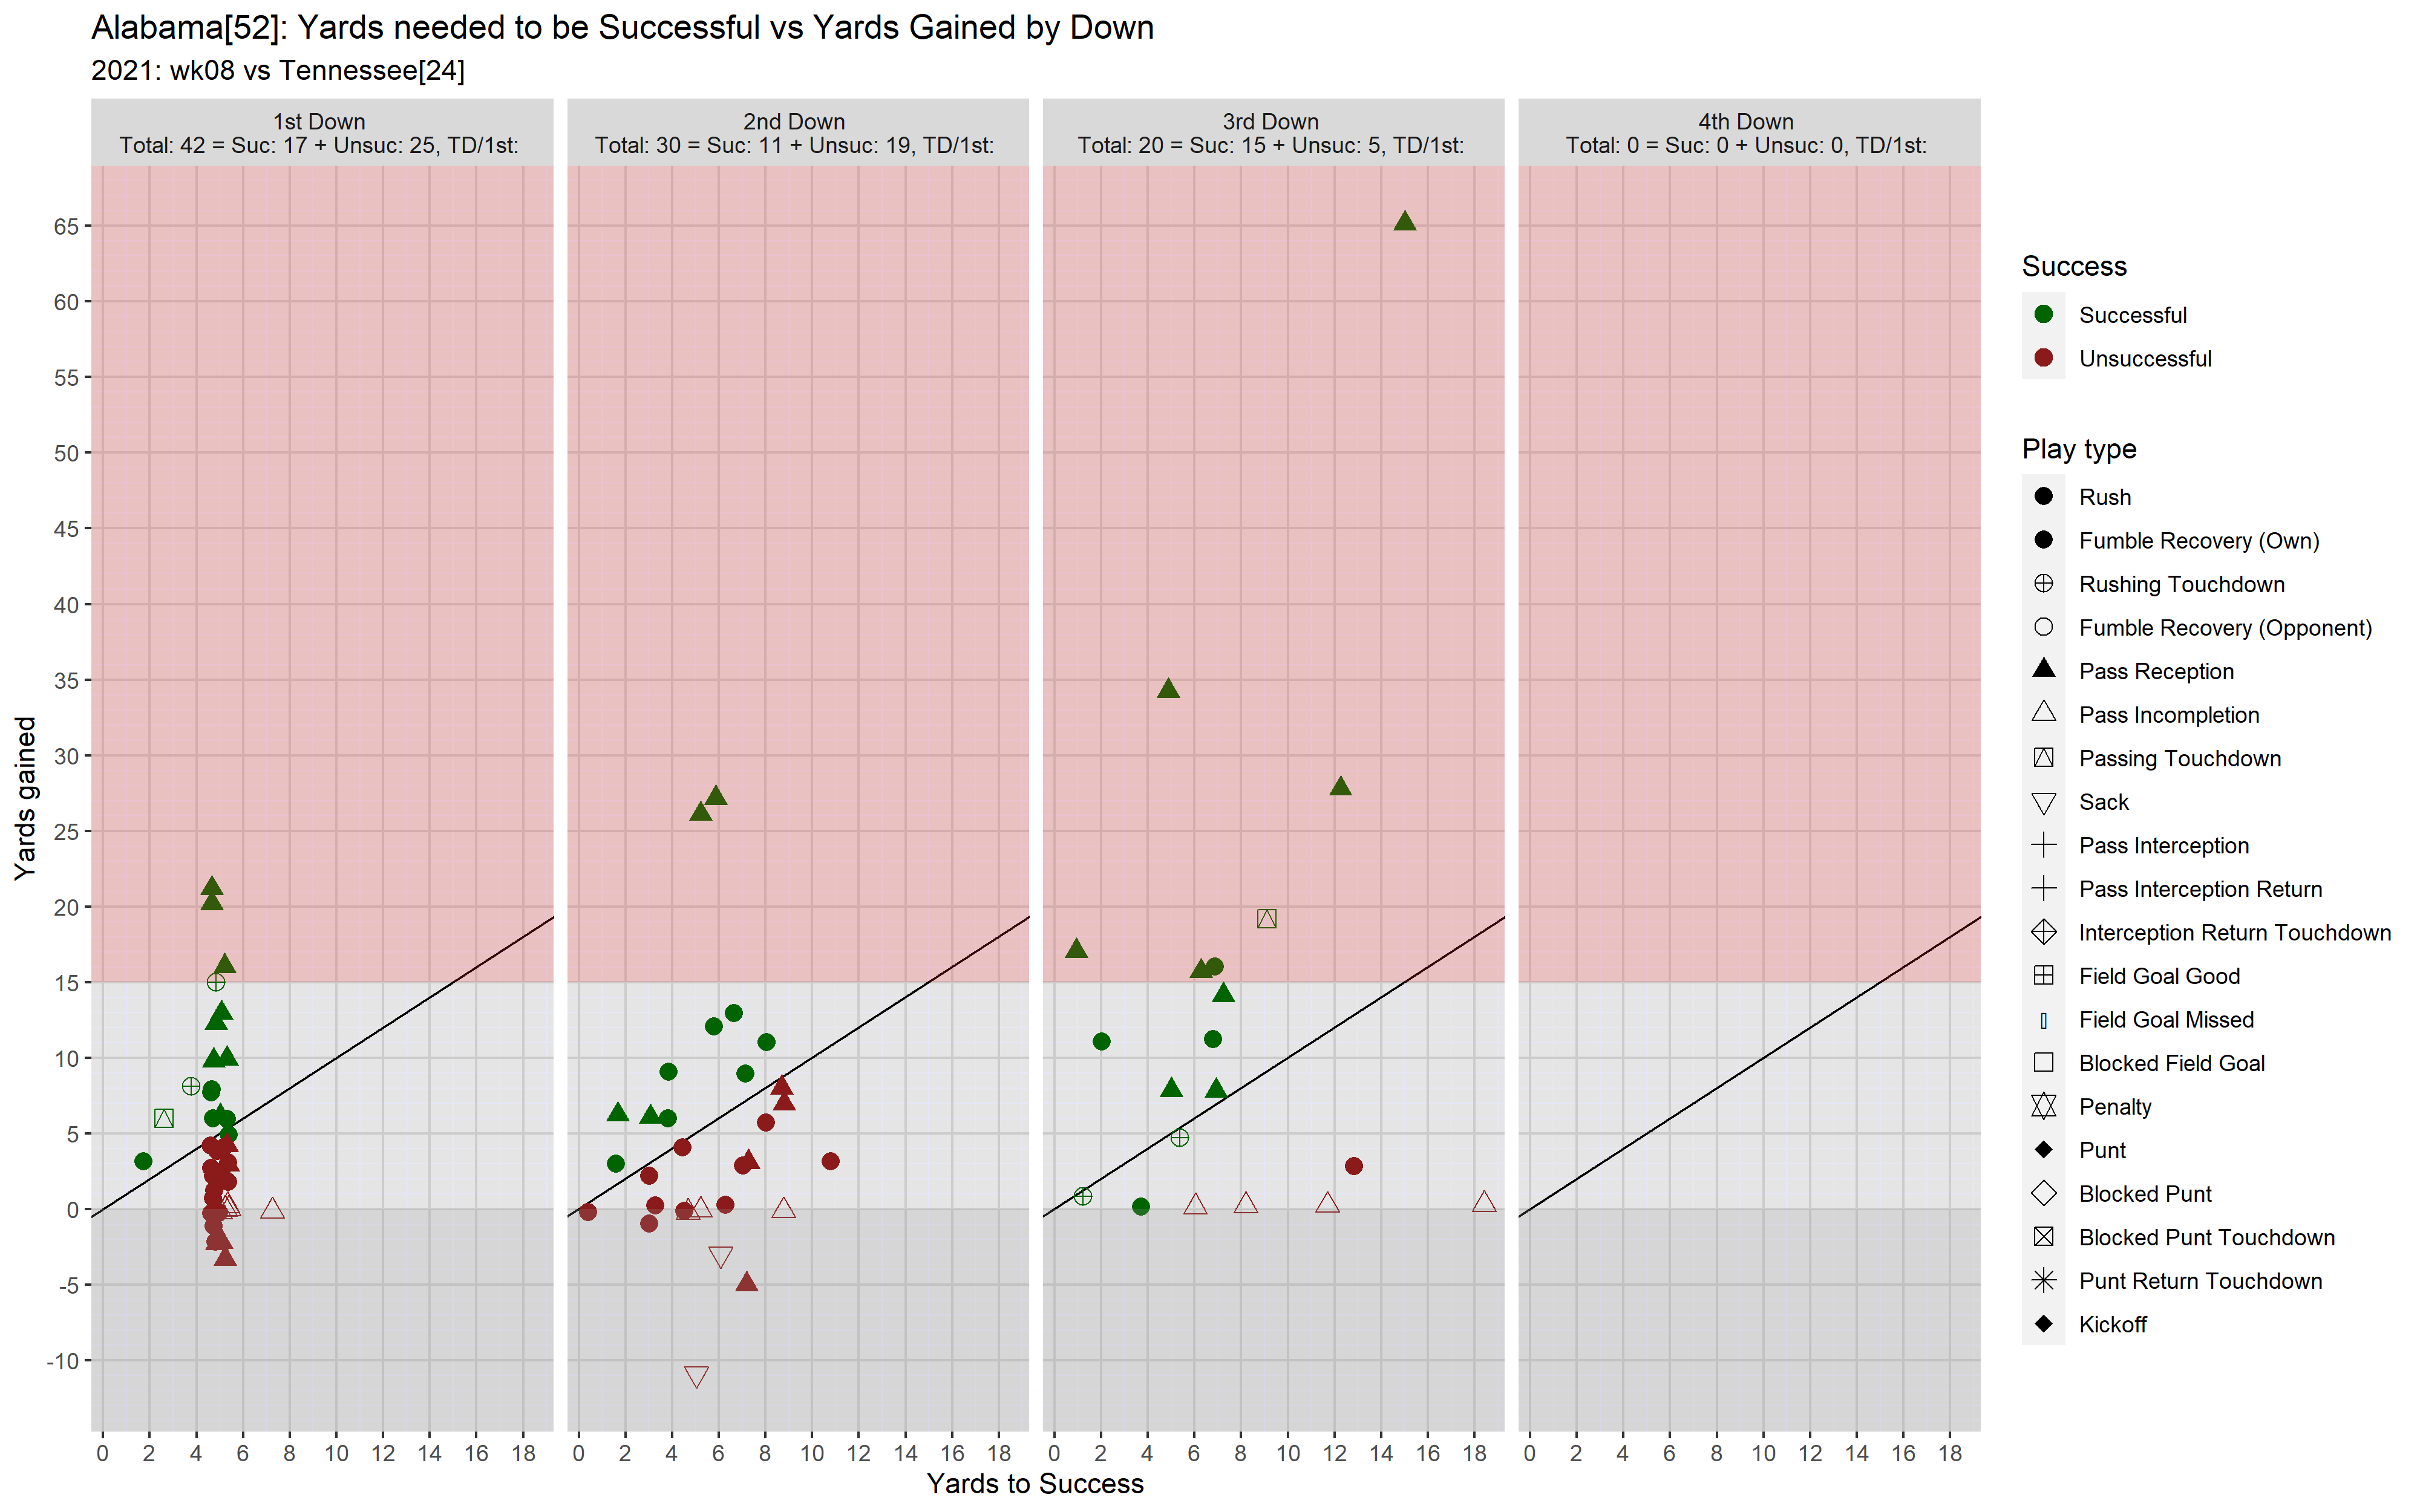 Alabama[52]: Yards needed to be Successful vs Yards Gained by Down
2021: wk08 vs Tennessee[24]
1st Down
Total: 42 = Suc: 17 + Unsuc: 25, TD/1st:
2nd Down
Total: 30 = Suc: 11 + Unsuc: 19, TD/1st:
3rd Down
Total: 20 = Suc: 15 + Unsuc: 5, TD/1st:
4th Down
Total: 0 = Suc: 0 + Unsuc: 0, TD/1st:
Yards gained
65
60
55
50
45
40
35
30
25
20
15
10
5
0
-5
-10
0 2 4 6 8 10 12 14 16 18
0 2 4 6 8 10 12 14 16 18
0 2 4 6 8 10 12 14 16 18
0 2 4 6 8 10 12 14 16 18
Yards to Success
Success
Successful
Unsuccessful
Play type
Rush
Fumble Recovery (Own)
Rushing Touchdown
Fumble Recovery (Opponent)
Pass Reception
Pass Incompletion
Passing Touchdown
Sack
Pass Interception
Pass Interception Return
Interception Return Touchdown
Field Goal Good
Field Goal Missed
Blocked Field Goal
Penalty
Punt
Blocked Punt
Blocked Punt Touchdown
Punt Return Touchdown
Kickoff